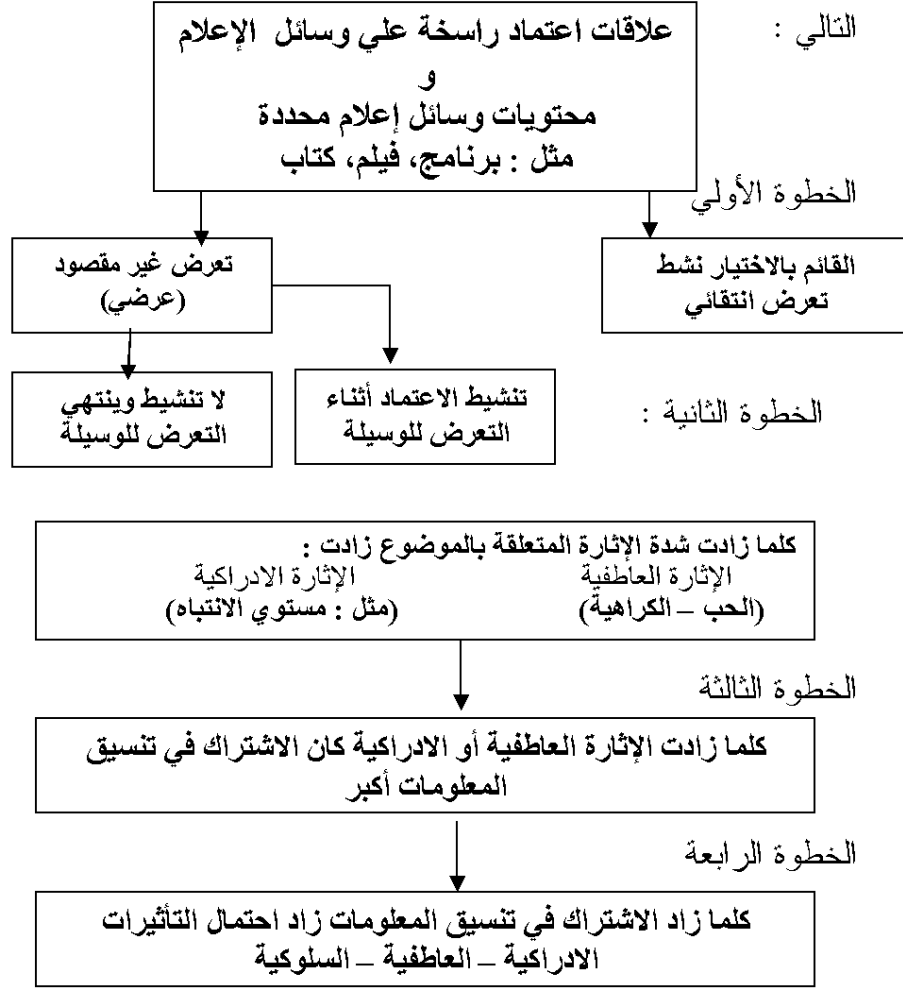 التالي :
علاقات اعتماد راسخة علي وسائل الإعلام
و
محتويات وسائل إعلام محددة
مثل : برنامج، فيلم، كتاب
الخطوة الأولي
القائم بالاختيار نشط
تعرض انتقائي
تعرض غير مقصود
(عرضي)
الخطوة الثانية :
تنشيط الاعتماد أثناء
التعرض للوسيلة
لا تنشيط وينتهي
التعرض للوسيلة
كلما زادت شدة الإثارة المتعلقة بالموضوع زادت :
الإثارة العاطفية الإثارة الادراكية
(الحب – الكراهية) (مثل : مستوي الانتباه)
الخطوة الثالثة
كلما زادت الإثارة العاطفية أو الادراكية كان الاشتراك في تنسيق
المعلومات أكبر
الخطوة الرابعة
كلما زاد الاشتراك في تنسيق المعلومات زاد احتمال التأثيرات
الادراكية – العاطفية – السلوكية